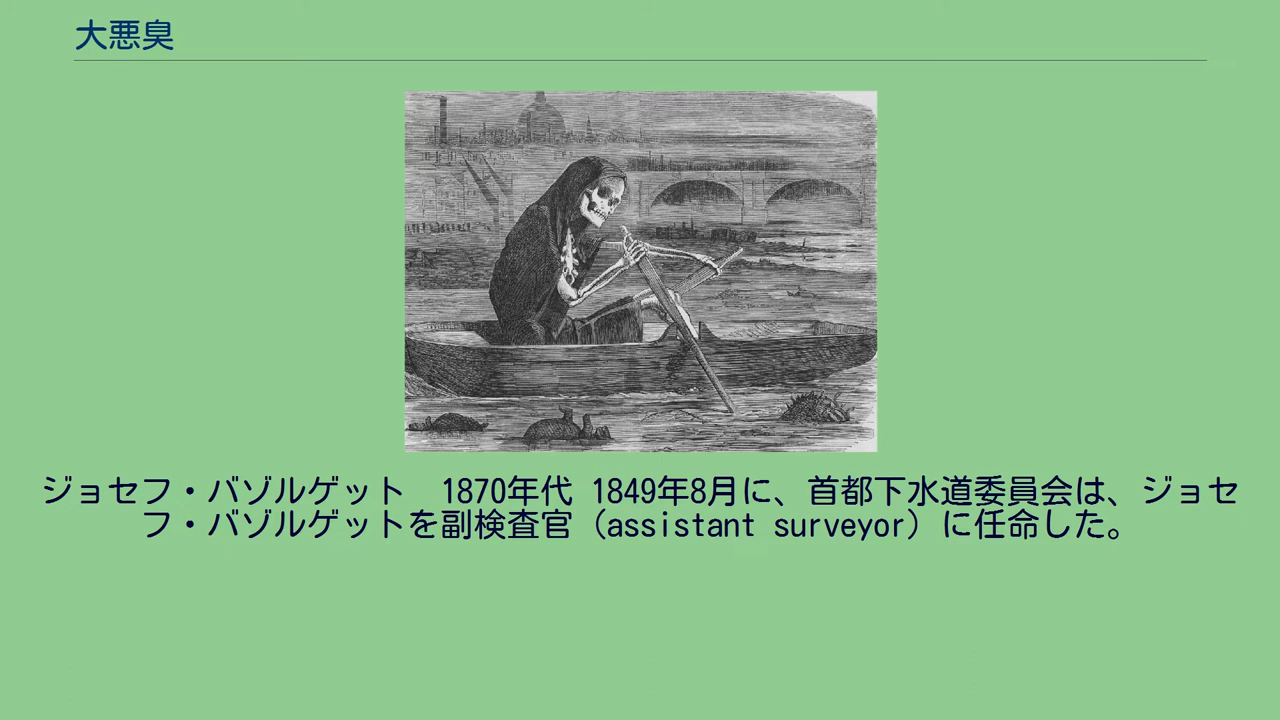 大悪臭
ジョセフ・バゾルゲット　1870年代 1849年8月に、首都下水道委員会は、ジョセ
フ・バゾルゲットを副検査官（assistant surveyor）に任命した。